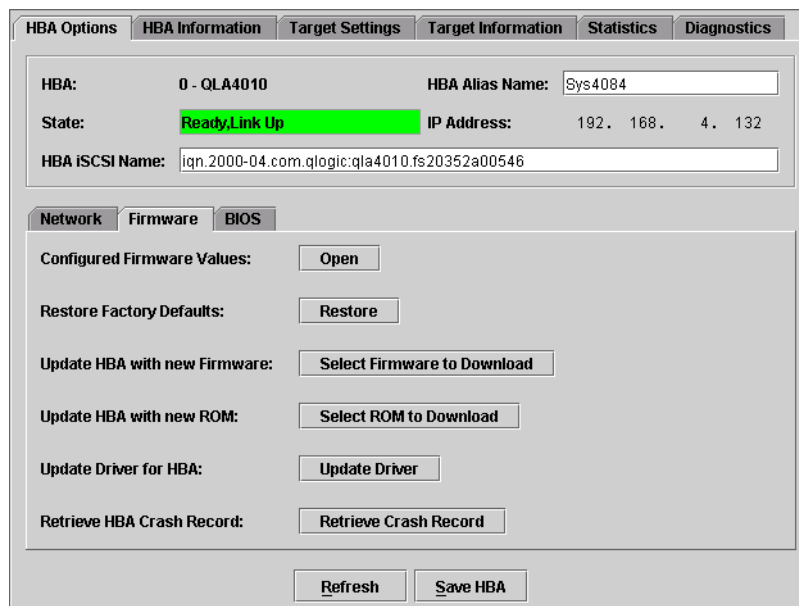 HBA Options HBA Information Target Settings Target Information Statistics Diagnostics
HBA: 0 - QLA4010 HBA Alias Name: Sys4084
State: Ready,Link Up IP Address: 192. 168. 4. 132
HBA iSCSI Name: iqn.2000-04.com.qlogic:qla4010.fs20352a00546
Network Firmware BIOS
Configured Firmware Values: Open
Restore Factory Defaults: Restore
Update HBA with new Firmware: Select Firmware to Download
Update HBA with new ROM: Select ROM to Download
Update Driver for HBA: Update Driver
Retrieve HBA Crash Record: Retrieve Crash Record
Refresh Save HBA